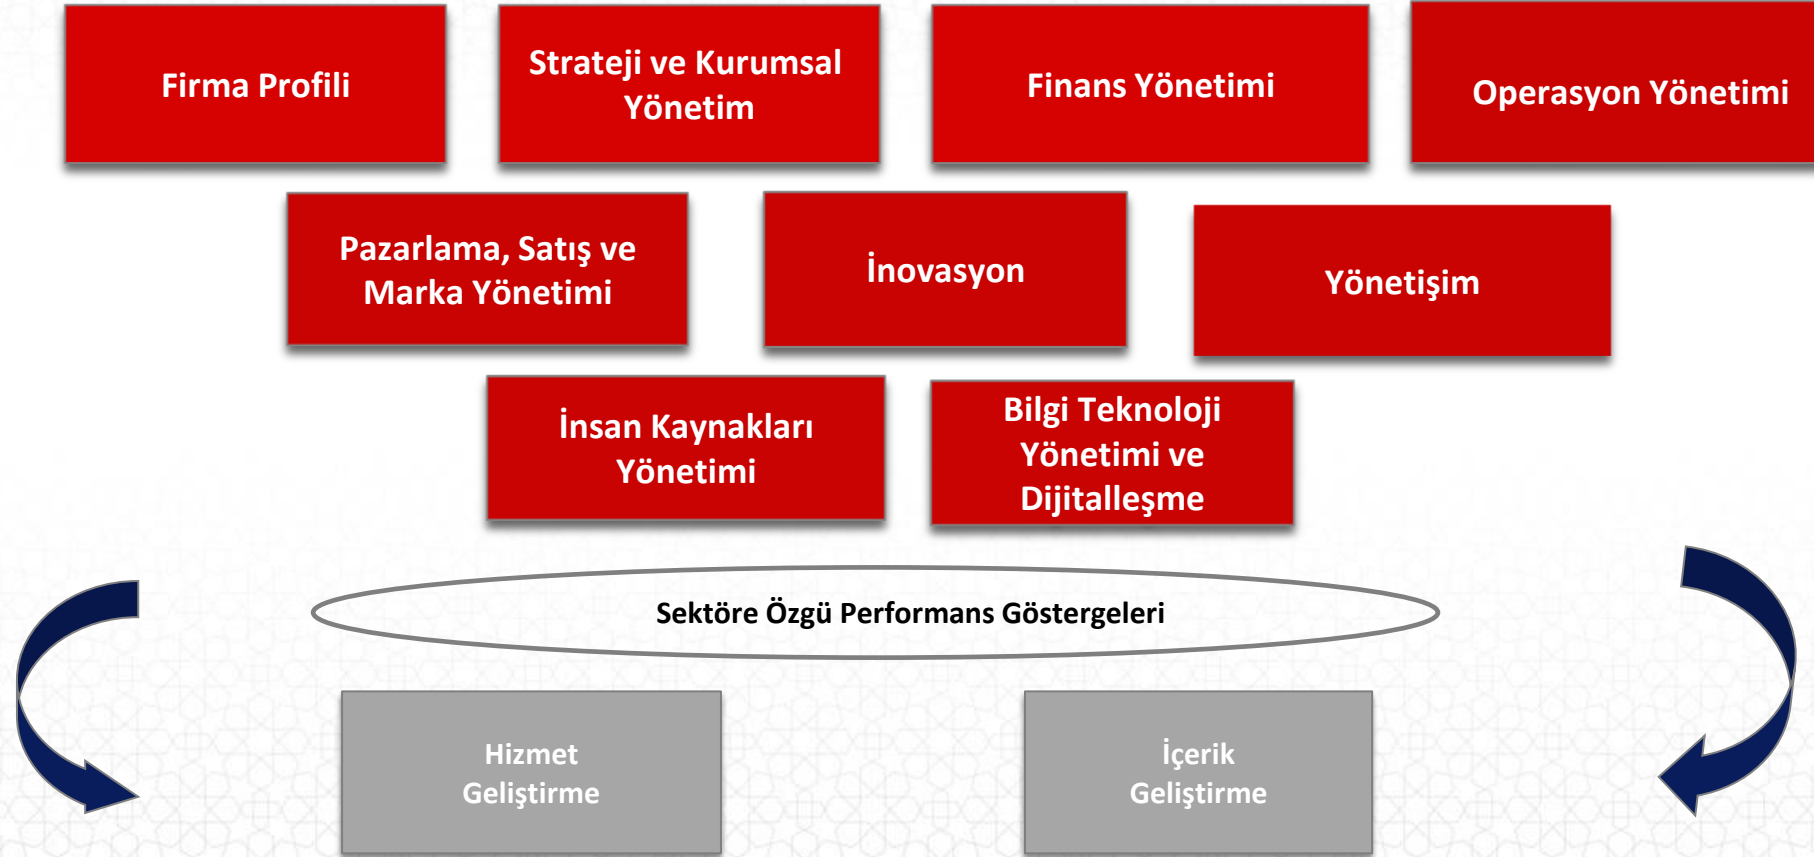 Firma Profili
Strateji ve Kurumsal
Yönetim
Finans Yönetimi
Operasyon Yönetimi
Pazarlama, Satış ve
Marka Yönetimi
İnovasyon
Yönetişim
İnsan Kaynakları
Yönetimi
Bilgi Teknoloji
Yönetimi ve
Dijitalleşme
Sektöre Özgü Performans Göstergeleri
Hizmet
Geliştirme
İçerik
Geliştirme